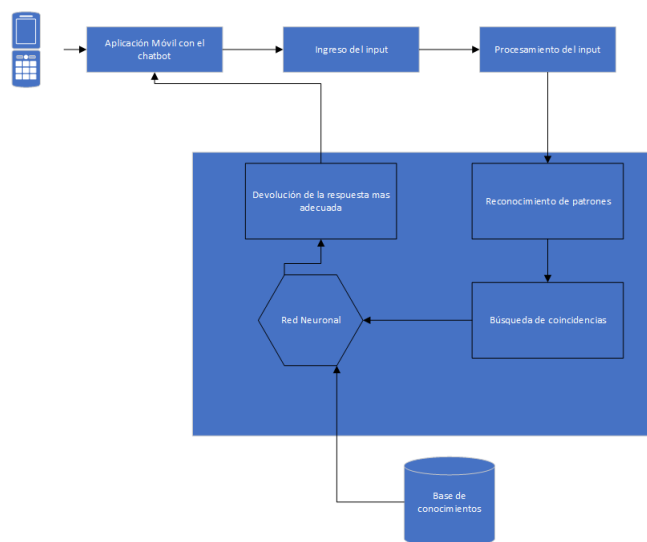 Aplicación Móvil con el
chatbot
Ingreso del input
Procesamiento del input
Devolución de la respuesta mas
adecuada
Reconocimiento de patrones
Red Neuronal
Búsqueda de coincidencias
Base de
conocimientos